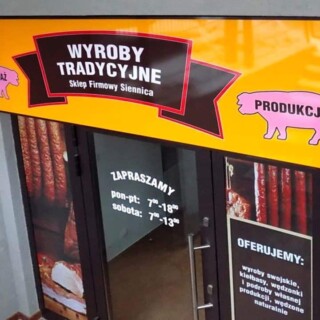 WYROBY
TRADYCYJNE
Sklep Firmowy Siennica
PRODUKCJ
ZAPRASZAMY
pon-pt: 7⁰⁰-18⁰⁰
sobota: 7⁰⁰-13⁰⁰
OFERUJEMY:
wyroby swojskie,
kiełbasy, wędzonki
i podroby własnej
produkcji, wędzone
naturalnie